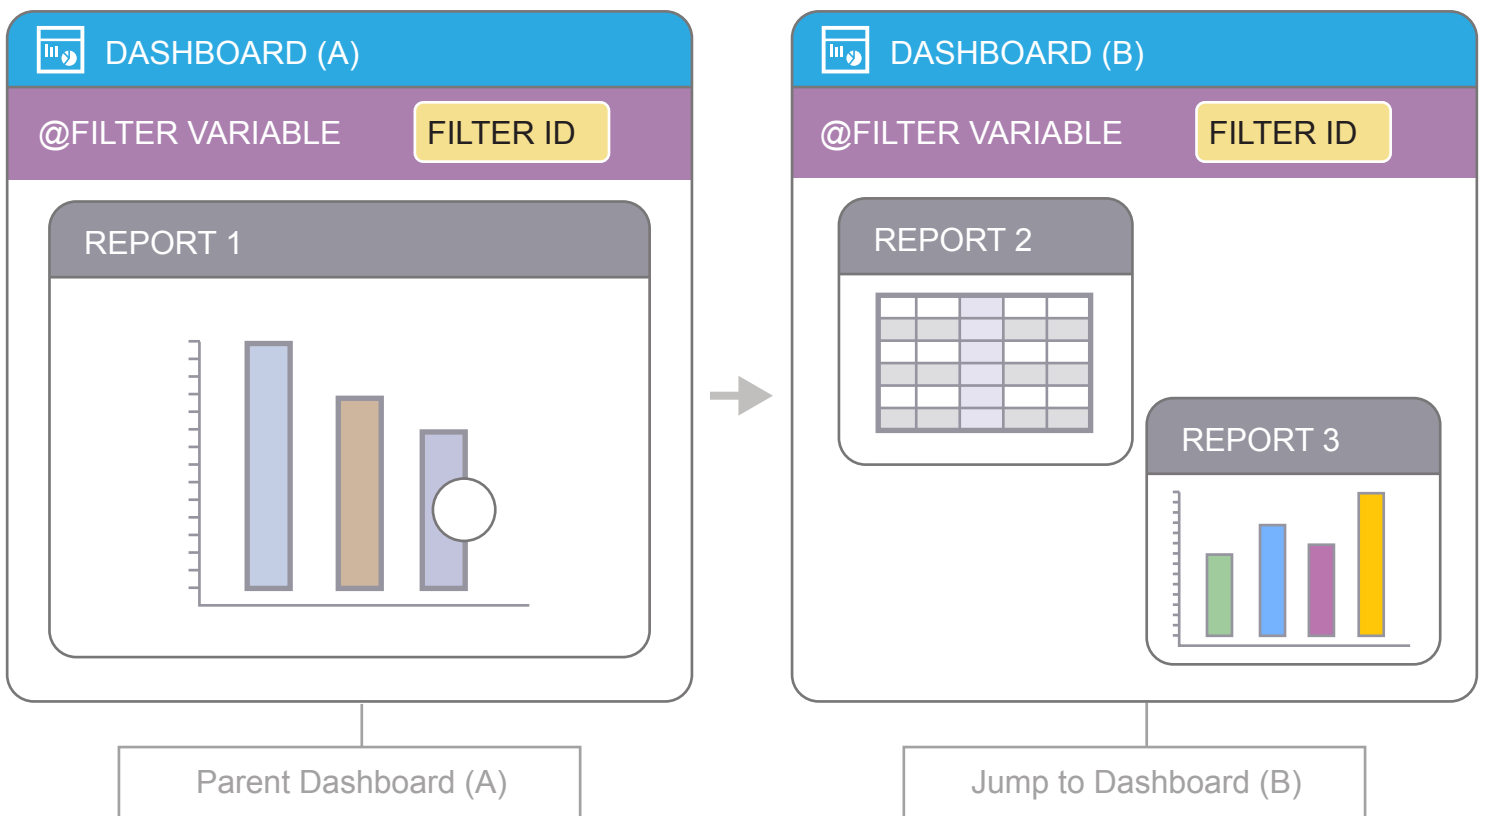 DASHBOARD (A)
@FILTER VARIABLE FILTER ID
REPORT 1
Parent Dashboard (A)
DASHBOARD (B)
@FILTER VARIABLE FILTER ID
REPORT 2
REPORT 3
Jump to Dashboard (B)